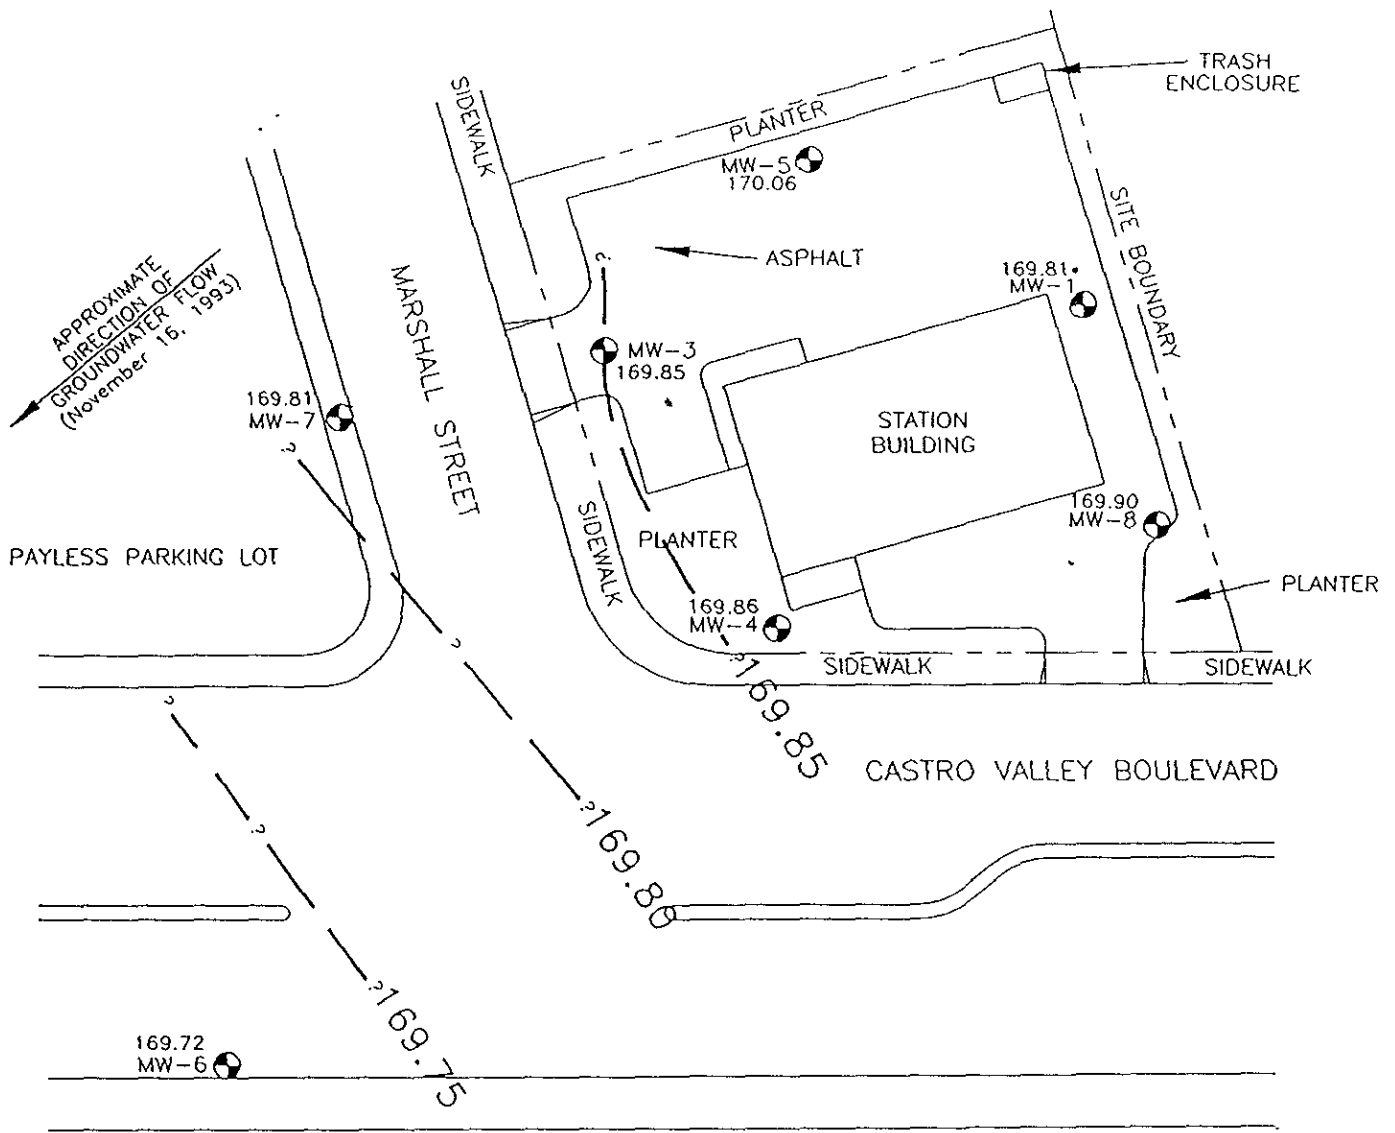 TRASH
ENCLOSURE
SIDEWALK
PLANTER
MW-5
170.06
SITE BOUNDARY
ASPHALT
169.81
MW-1
APPROXIMATE
DIRECTION OF
GROUNDWATER FLOW
(November 16, 1993)
MARSHALL STREET
?
MW-3
169.85
169.81
MW-7
?
STATION
BUILDING
169.90
MW-8
SIDEWALK
PLANTER
PAYLESS PARKING LOT
PLANTER
169.86
MW-4
?
?169.85
SIDEWALK
SIDEWALK
?
CASTRO VALLEY BOULEVARD
?169.80
?
?169.75
169.72
MW-6